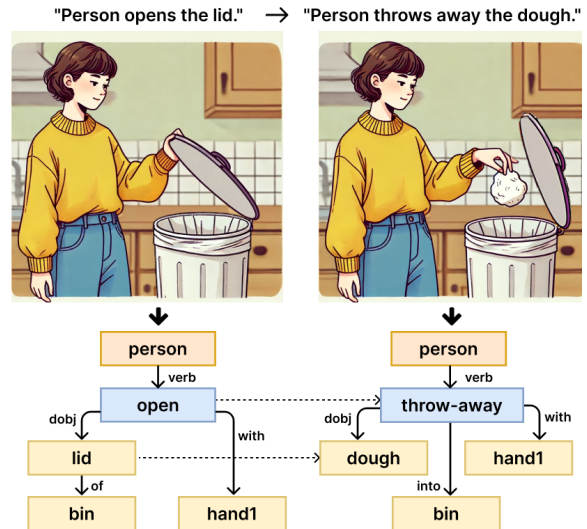 "Person opens the lid." → "Person throws away the dough."
person
person
verb
verb
open
throw-away
dobj
with
dobj
with
lid
dough
hand1
of
into
bin
hand1
bin